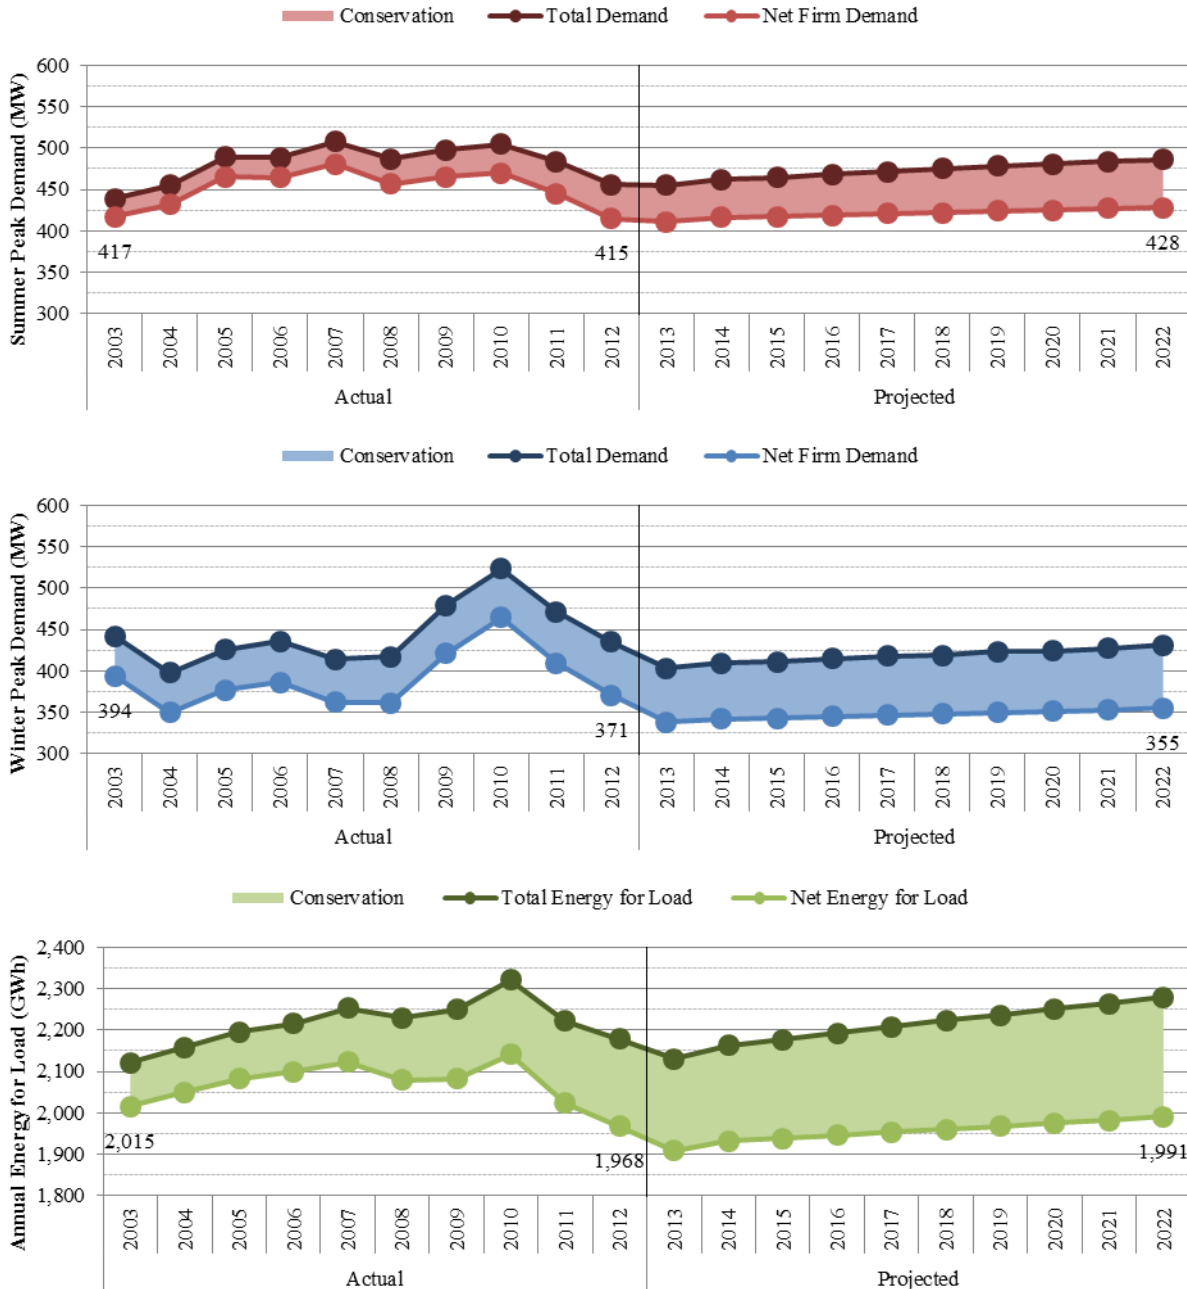 Conservation Total Demand Net Firm Demand
Summer Peak Demand (MW)
600
550
500
450
400
350
300
417
415
428
2003 2004 2005 2006 2007 2008 2009 2010 2011 2012 2013 2014 2015 2016 2017 2018 2019 2020 2021 2022
Actual Projected
Conservation Total Demand Net Firm Demand
Winter Peak Demand (MW)
600
550
500
450
400
350
300
394
371
355
2003 2004 2005 2006 2007 2008 2009 2010 2011 2012 2013 2014 2015 2016 2017 2018 2019 2020 2021 2022
Actual Projected
Conservation Total Energy for Load Net Energy for Load
Annual Energy for Load (GWh)
2,400
2,300
2,200
2,100
2,000
1,900
1,800
2,015
1,968
1,991
2003 2004 2005 2006 2007 2008 2009 2010 2011 2012 2013 2014 2015 2016 2017 2018 2019 2020 2021 2022
Actual Projected